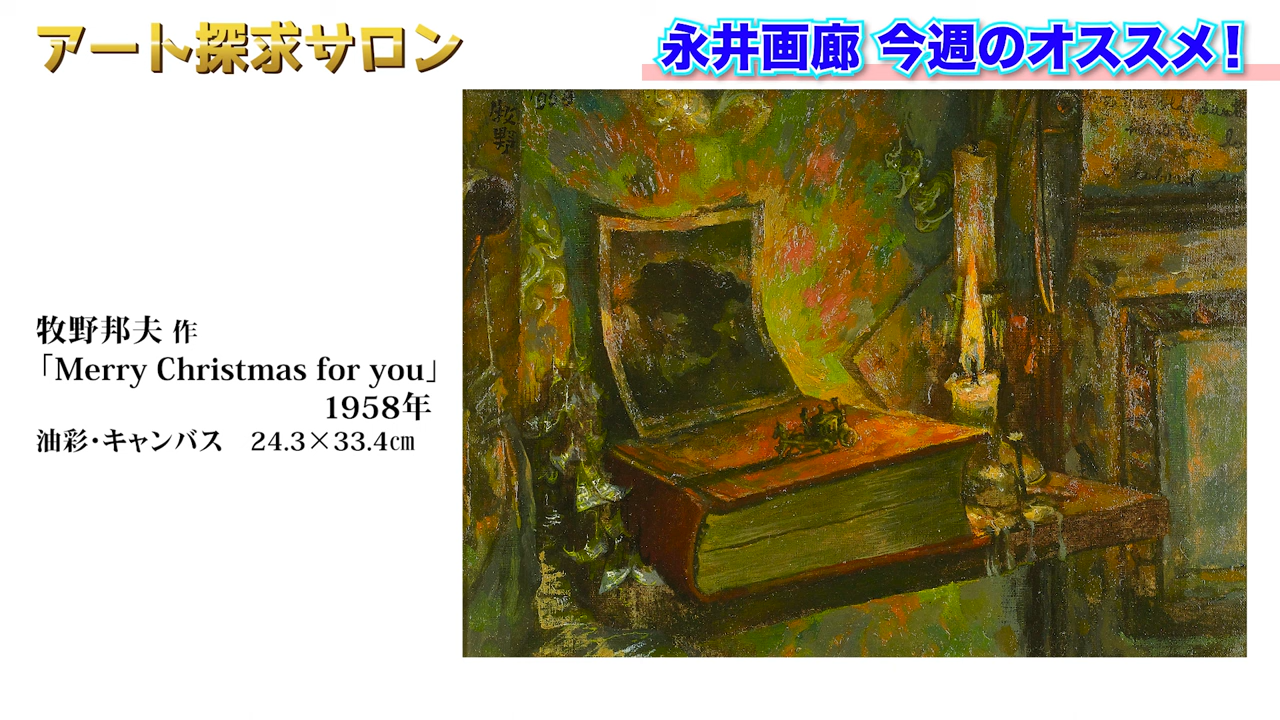 アート探求サロン
永井画廊 今週のオススメ!
牧野邦夫 作
「Merry Christmas for you」
1958年
油彩・キャンバス 24.3×33.4㎝
牧
野